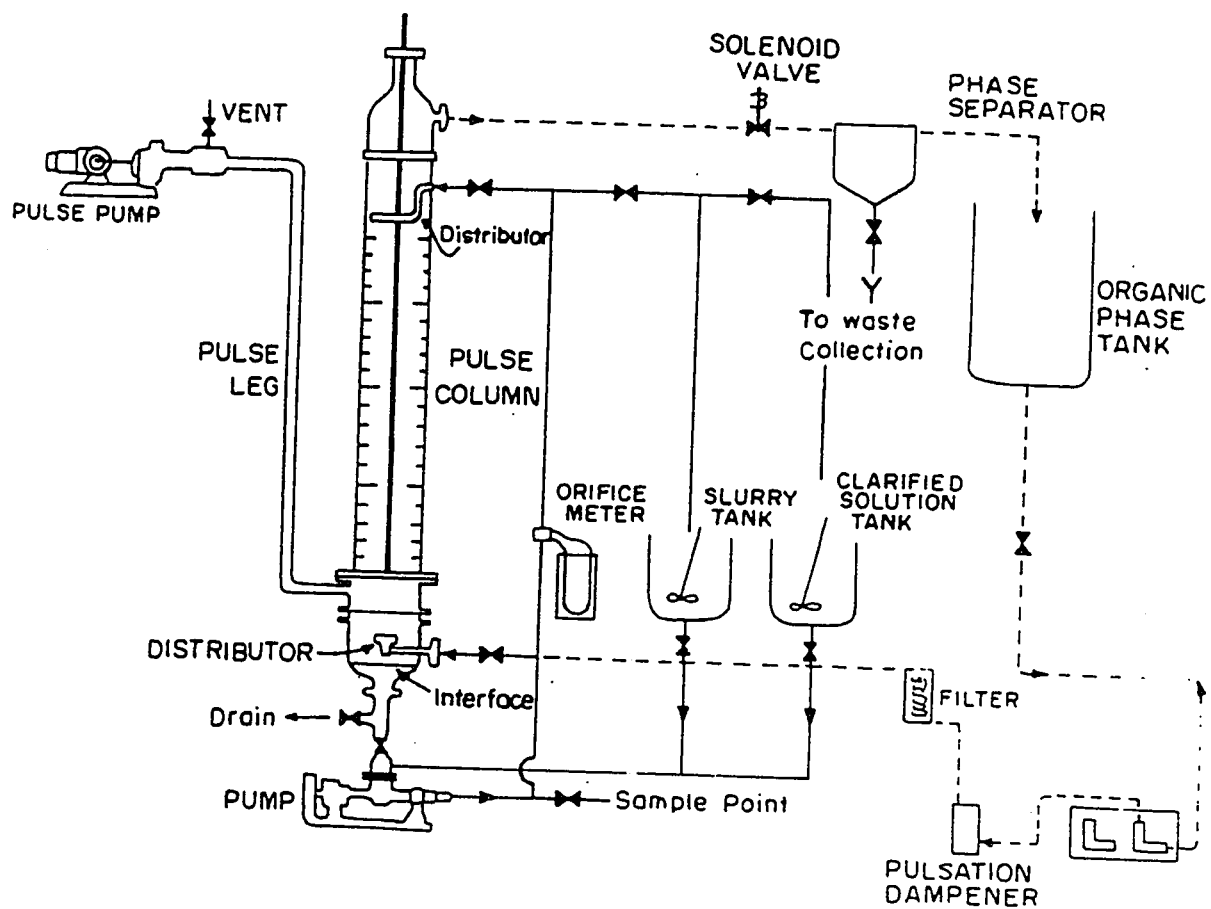 SOLENOID
VALVE
PHASE
SEPARATOR
VENT
PULSE PUMP
Distributor
ORGANIC
PHASE
TANK
To waste
Collection
PULSE
LEG
PULSE
COLUMN
ORIFICE
METER
SLURRY
TANK
CLARIFIED
SOLUTION
TANK
DISTRIBUTOR
Interface
FILTER
Drain
PUMP
Sample Point
PULSATION
DAMPENER